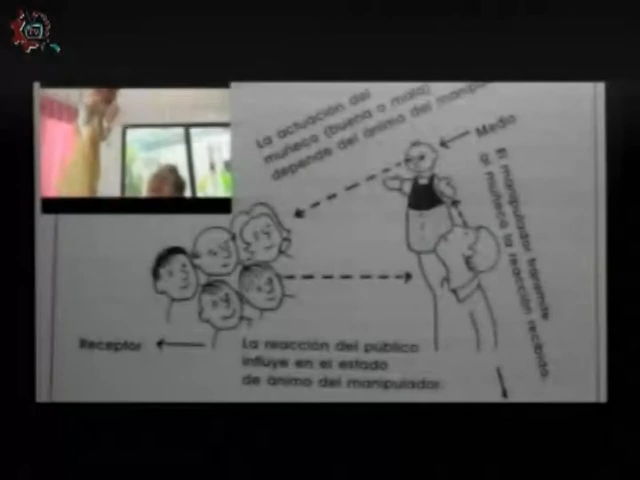 TV
La actuación del
muñeco (buena o mala)
depende del ánimo del
Medio
El manipulador transmite
al muñeco la reacción recibida.
Receptor
La reacción del público
influye en el estado
de ánimo del manipulador.